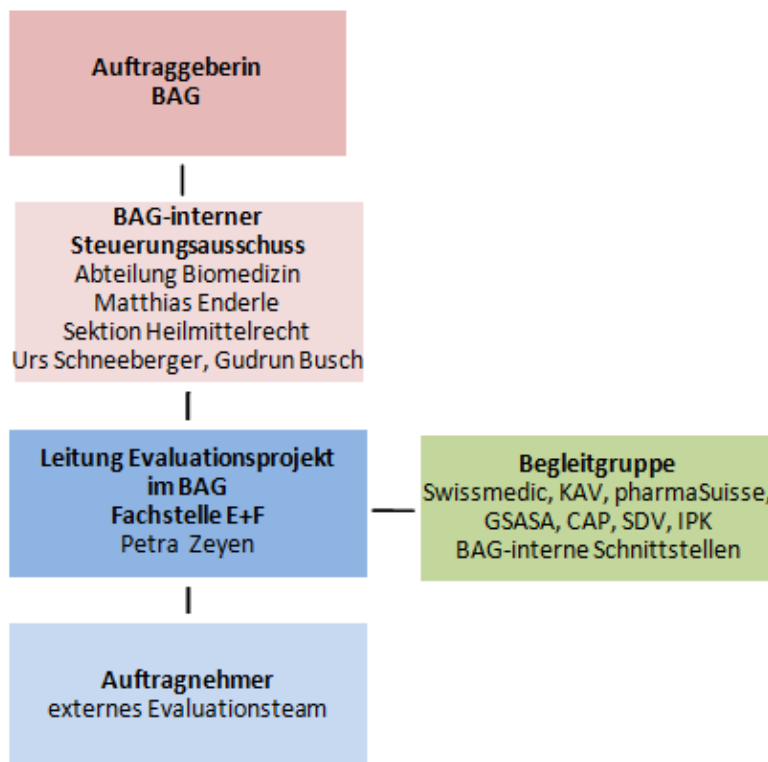 Auftraggeberin
BAG
BAG-interner
Steuerungsausschuss
Abteilung Biomedizin
Matthias Enderle
Sektion Heilmittelrecht
Urs Schneeberger, Gudrun Busch
Leitung Evaluationsprojekt
im BAG
Fachstelle E+F
Petra Zeyen
Begleitgruppe
Swissmedic, KAV, pharmaSuisse,
GSASA, CAP, SDV, IPK
BAG-interne Schnittstellen
Auftragnehmer
externes Evaluationsteam